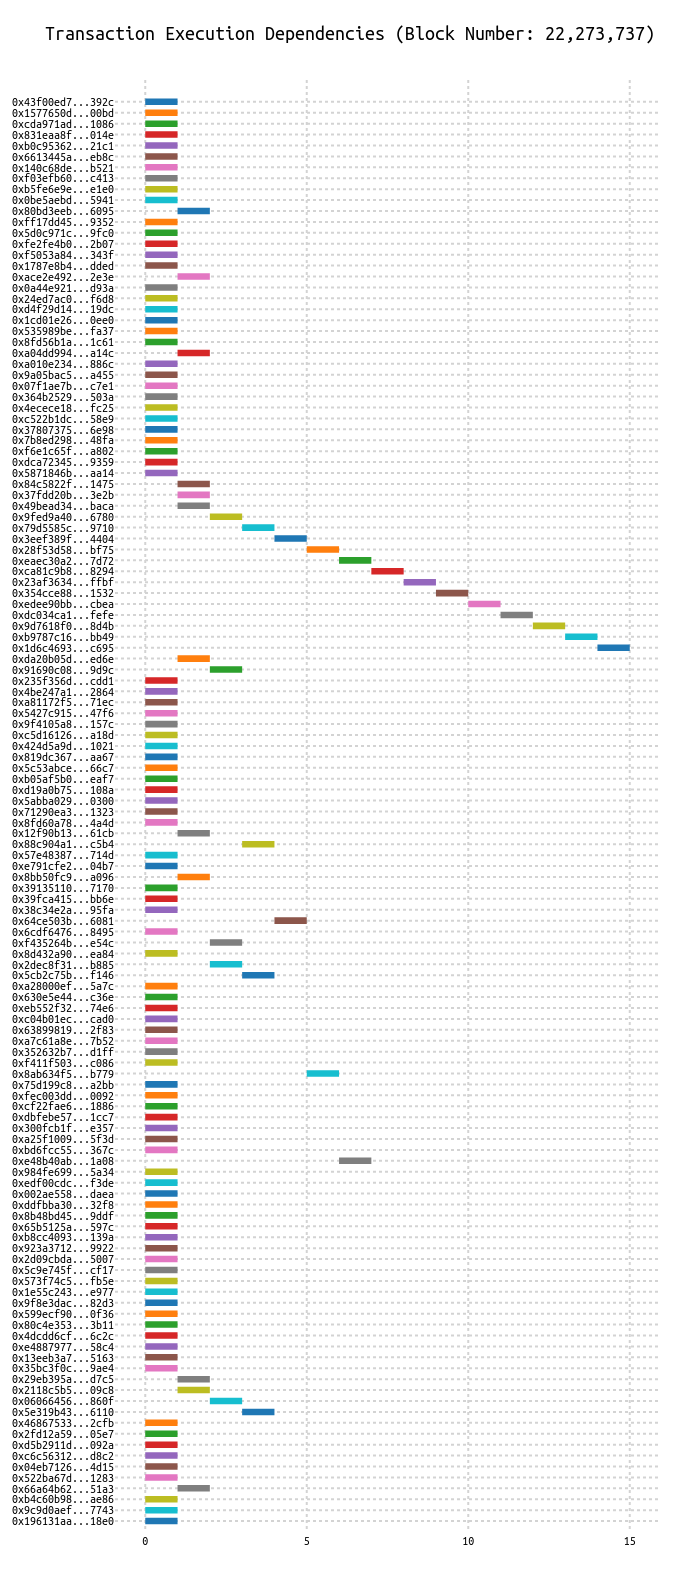 Transaction Execution Dependencies (Block Number: 22,273,737)
0x43f00ed7...392c
0x1577650d...00bd
0xcda971ad...1086
0x831eaa8f...014e
0xb0c95362...21c1
0x6613445a...eb8c
0x140c68de...b521
0xf03efb60...c413
0xb5fe6e9e...e1e0
0x0be5aebd...5941
0x80bd3eeb...6095
0xff17dd45...9352
0x5d0c971c...9fc0
0xfe2fe4b0...2b07
0xf5053a84...343f
0x1787e8b4...dded
0xace2e492...2e3e
0x0a44e921...d93a
0x24ed7ac0...f6d8
0xd4f29d14...19dc
0x1cd01e26...0ee0
0x535989be...fa37
0x8fd56b1a...1c61
0xa04dd994...a14c
0xa010e234...886c
0x9a05bac5...a455
0x07f1ae7b...c7e1
0x364b2529...503a
0x4ecece18...fc25
0xc522b1dc...58e9
0x37807375...6e98
0x7b8ed298...48fa
0xf6e1c65f...a802
0xdca72345...9359
0x5871846b...aa14
0x84c5822f...1475
0x37fdd20b...3e2b
0x49bead34...baca
0x9fed9a40...6780
0x79d5585c...9710
0x3eef389f...4404
0x28f53d58...bf75
0xeaec30a2...7d72
0xca81c9b8...8294
0x23af3634...ffbf
0x354cce88...1532
0xedee90bb...cbea
0xdc034ca1...fefe
0x9d7618f0...8d4b
0xb9787c16...bb49
0x1d6c4693...c695
0xda20b05d...ed6e
0x91690c08...9d9c
0x235f356d...cdd1
0x4be247a1...2864
0xa81172f5...71ec
0x5427c915...47f6
0x9f4105a8...157c
0xc5d16126...a18d
0x424d5a9d...1021
0x819dc367...aa67
0x5c53abce...66c7
0xb05af5b0...eaf7
0xd19a0b75...108a
0x5abba029...0300
0x71290ea3...1323
0x8fd60a78...4a4d
0x12f90b13...61cb
0x88c904a1...c5b4
0x57e48387...714d
0xe791cfe2...04b7
0x8bb50fc9...a096
0x39135110...7170
0x39fca415...bb6e
0x38c34e2a...95fa
0x64ce503b...6081
0x6cdf6476...8495
0xf435264b...e54c
0x8d432a90...ea84
0x2dec8f31...b885
0x5cb2c75b...f146
0xa28000ef...5a7c
0x630e5e44...c36e
0xeb552f32...74e6
0xc04b01ec...cad0
0x63899819...2f83
0xa7c61a8e...7b52
0x352632b7...d1ff
0xf411f503...c086
0x8ab634f5...b779
0x75d199c8...a2bb
0xfec003dd...0092
0xcf22fae6...1886
0xdbfebe57...1cc7
0x300fcb1f...e357
0xa25f1009...5f3d
0xbd6fcc55...367c
0xe48b40ab...1a08
0x984fe699...5a34
0xedf00cdc...f3de
0x002ae558...daea
0xddfbba30...32f8
0x8b48bd45...9ddf
0x65b5125a...597c
0xb8cc4093...139a
0x923a3712...9922
0x2d09cbda...5007
0x5c9e745f...cf17
0x573f74c5...fb5e
0x1e55c243...e977
0x9f8e3dac...82d3
0x599ecf90...0f36
0x80c4e353...3b11
0x4dcdd6cf...6c2c
0xe4887977...58c4
0x13eeb3a7...5163
0x35bc3f0c...9ae4
0x29eb395a...d7c5
0x2118c5b5...09c8
0x06066456...860f
0x5e319b43...6110
0x46867533...2cfb
0x2fd12a59...05e7
0xd5b2911d...092a
0xc6c56312...d8c2
0x04eb7126...4d15
0x522ba67d...1283
0x66a64b62...51a3
0xb4c60b98...ae86
0x9c9d0aef...7743
0x196131aa...18e0
0 5 10 15